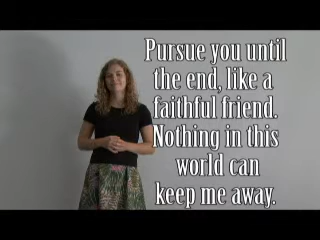 Pursue you until
the end, like a
faithful friend.
Nothing in this
world can
keep me away.